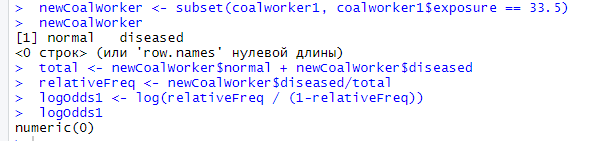 > newCoalWorker <- subset(coalworker1, coalworker1$exposure == 33.5)
> newCoalWorker
[1] normal   diseased
<0 строк> (или 'row.names' нулевой длины)
> total <- newCoalWorker$normal + newCoalWorker$diseased
> relativeFreq <- newCoalWorker$diseased/total
> logOdds1 <- log(relativeFreq / (1-relativeFreq))
> logOdds1
numeric(0)